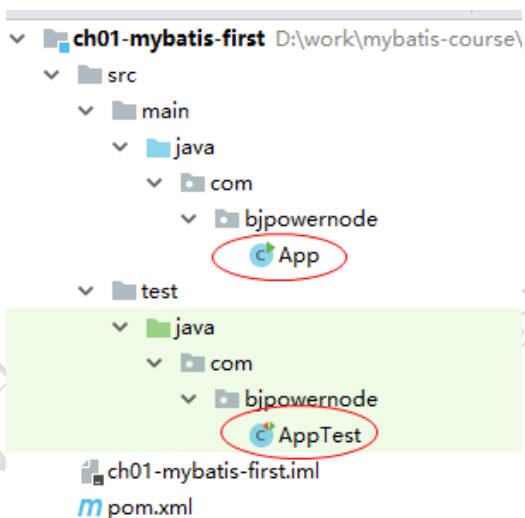 ch01-mybatis-first D:\work\mybatis-course\
src
main
java
com
bjpowernode
App
test
java
com
bjpowernode
AppTest
ch01-mybatis-first.iml
pom.xml